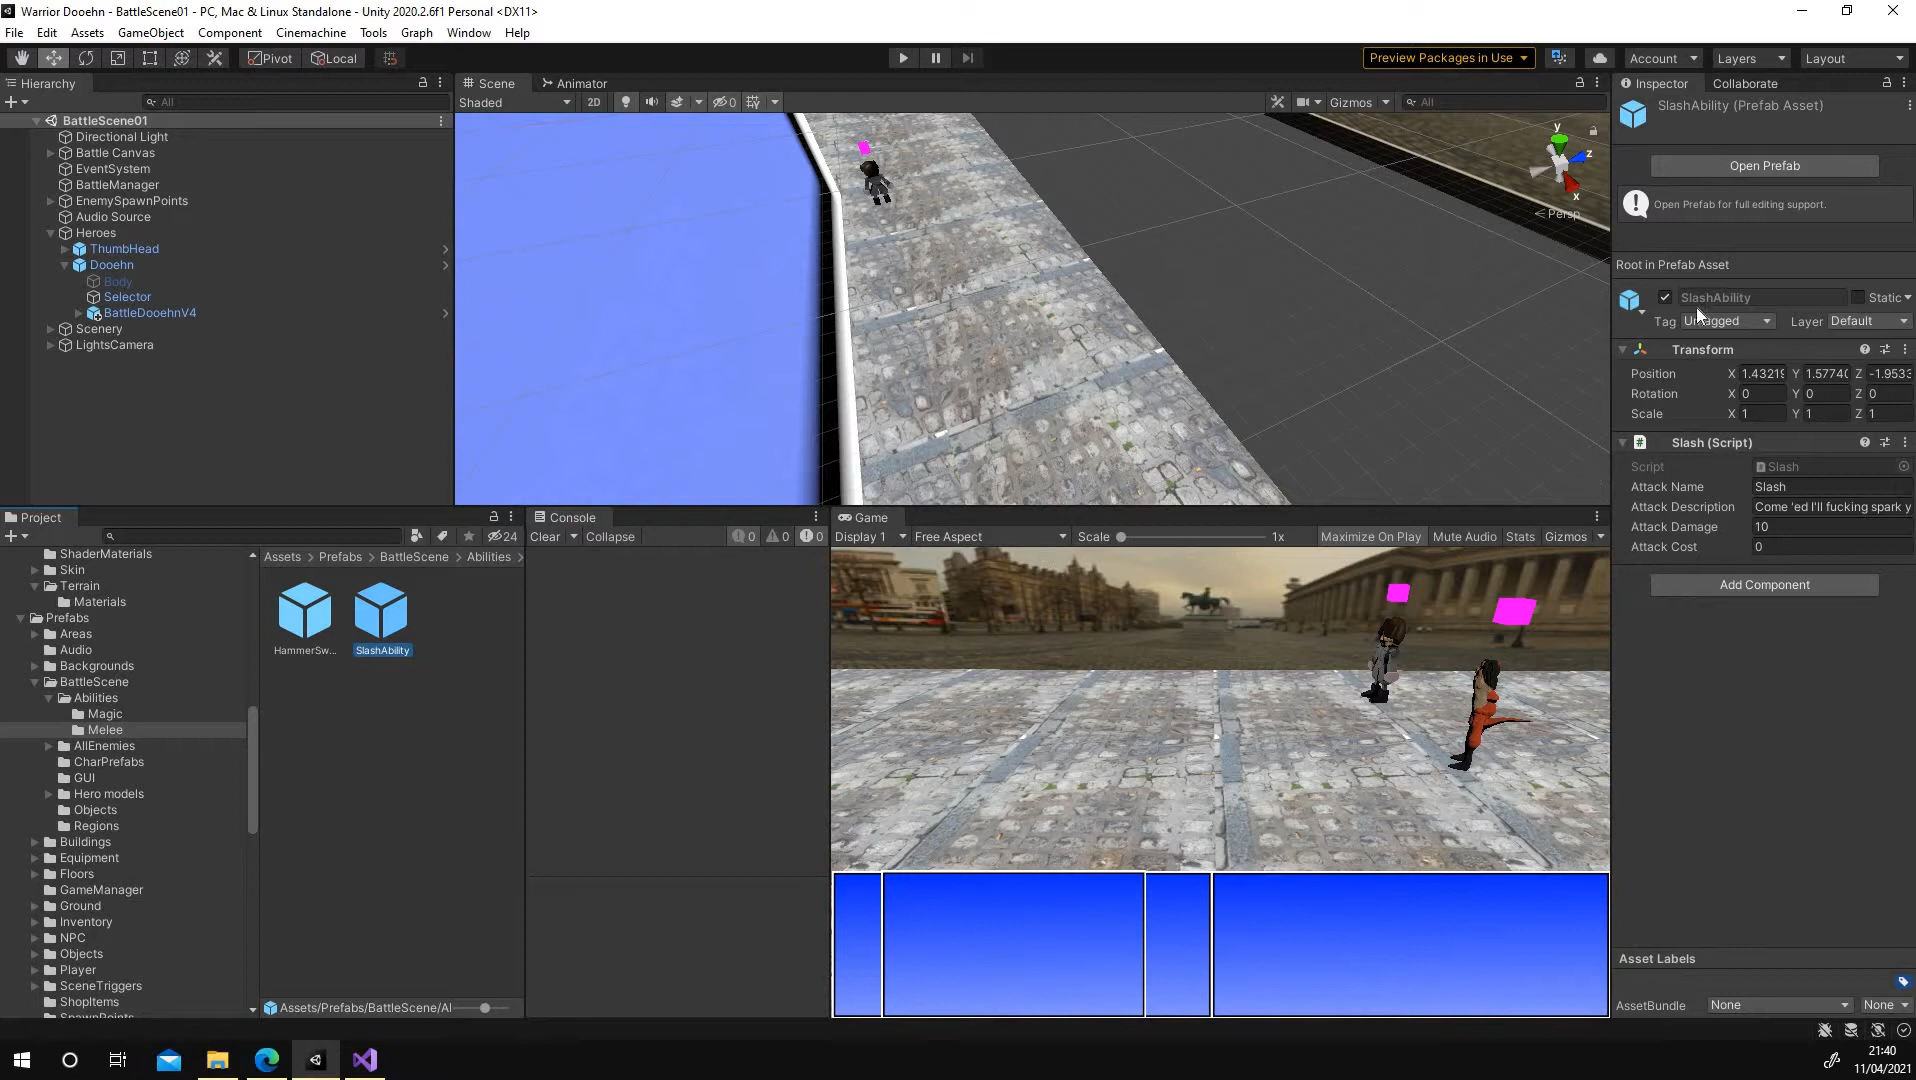 Warrior Dooehn - BattleScene01 - PC, Mac & Linux Standalone - Unity 2020.2.6f1 Personal <DX11>
File Edit Assets GameObject Component Cinemachine Tools Graph Window Help
Pivot Local Preview Packages in Use Account Layers Layout
Hierarchy
All
BattleScene01
Directional Light
Battle Canvas
EventSystem
BattleManager
EnemySpawnPoints
Audio Source
Heroes
ThumbHead
Dooehn
Body
Selector
BattleDooehnV4
Scenery
LightsCamera
Scene Animator
Shaded 2D 0 Gizmos All
y
z
x
Persp
Inspector Collaborate
SlashAbility (Prefab Asset)
Open Prefab
Open Prefab for full editing support.
Root in Prefab Asset
SlashAbility Static
Tag Untagged Layer Default
Transform
Position X 1.43219 Y 1.5774( Z -1.9533
Rotation X 0 Y 0 Z 0
Scale X 1 Y 1 Z 1
Slash (Script)
Script Slash
Attack Name Slash
Attack Description Come 'ed I'll fucking spark y
Attack Damage 10
Attack Cost 0
Add Component
Asset Labels
AssetBundle None None
Project
24
ShaderMaterials
Skin
Terrain
Materials
Prefabs
Areas
Audio
Backgrounds
BattleScene
Abilities
Magic
Melee
AllEnemies
CharPrefabs
GUI
Hero models
Objects
Regions
Buildings
Equipment
Floors
GameManager
Ground
Inventory
NPC
Objects
Player
SceneTriggers
ShopItems
SpawnPoints
Assets > Prefabs > BattleScene > Abilities >
HammerSw... SlashAbility
Assets/Prefabs/BattleScene/Al
Console
Clear Collapse 0 0 0
Game
Display 1 Free Aspect Scale 1x Maximize On Play Mute Audio Stats Gizmos
21:40
11/04/2021